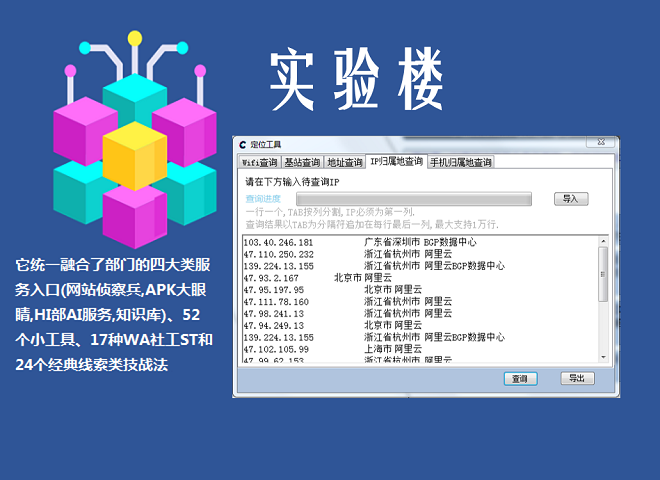 实验楼
定位工具
Wifi查询 基站查询 地址查询 IP归属地查询 手机归属地查询
请在下方输入待查询IP
查询进度 导入
一行一个,TAB按列分割,IP必须为第一列.
查询结果以TAB为分隔符追加在每行最后一列,最大支持1万行.
103.40.246.181 广东省深圳市 BGP数据中心
47.110.250.232 浙江省杭州市 阿里云
139.224.13.155 浙江省杭州市 阿里云BGP数据中心
47.93.2.167 北京市 阿里云
47.95.197.95 北京市 阿里云
47.111.78.160 浙江省杭州市 阿里云
47.98.241.13 浙江省杭州市 阿里云
47.94.249.13 北京市 阿里云
139.224.13.155 浙江省杭州市 阿里云BGP数据中心
47.102.105.99 上海市 阿里云
47.99.62.153 浙江省杭州市 阿里云
查询 导出
它统一融合了部门的四大类服
务入口(网站侦察兵,APK大眼
睛,HI部AI服务,知识库)、52
个小工具、17种WA社工ST和
24个经典线索类技战法